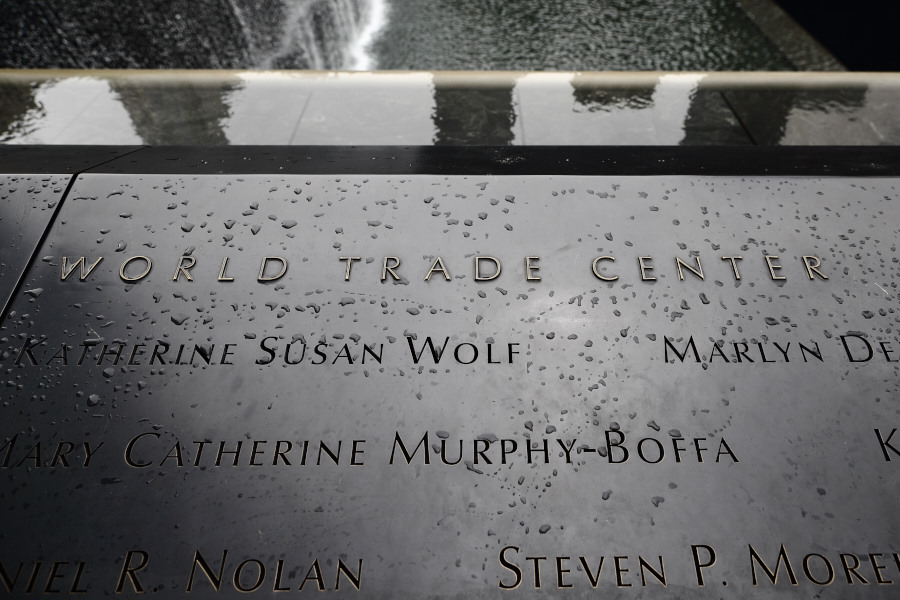 WORLD TRADE CENTER
KATHERINE SUSAN WOLF MARLYN
MARY CATHERINE MURPHY-BOFFA
R. NOLAN STEVEN P.